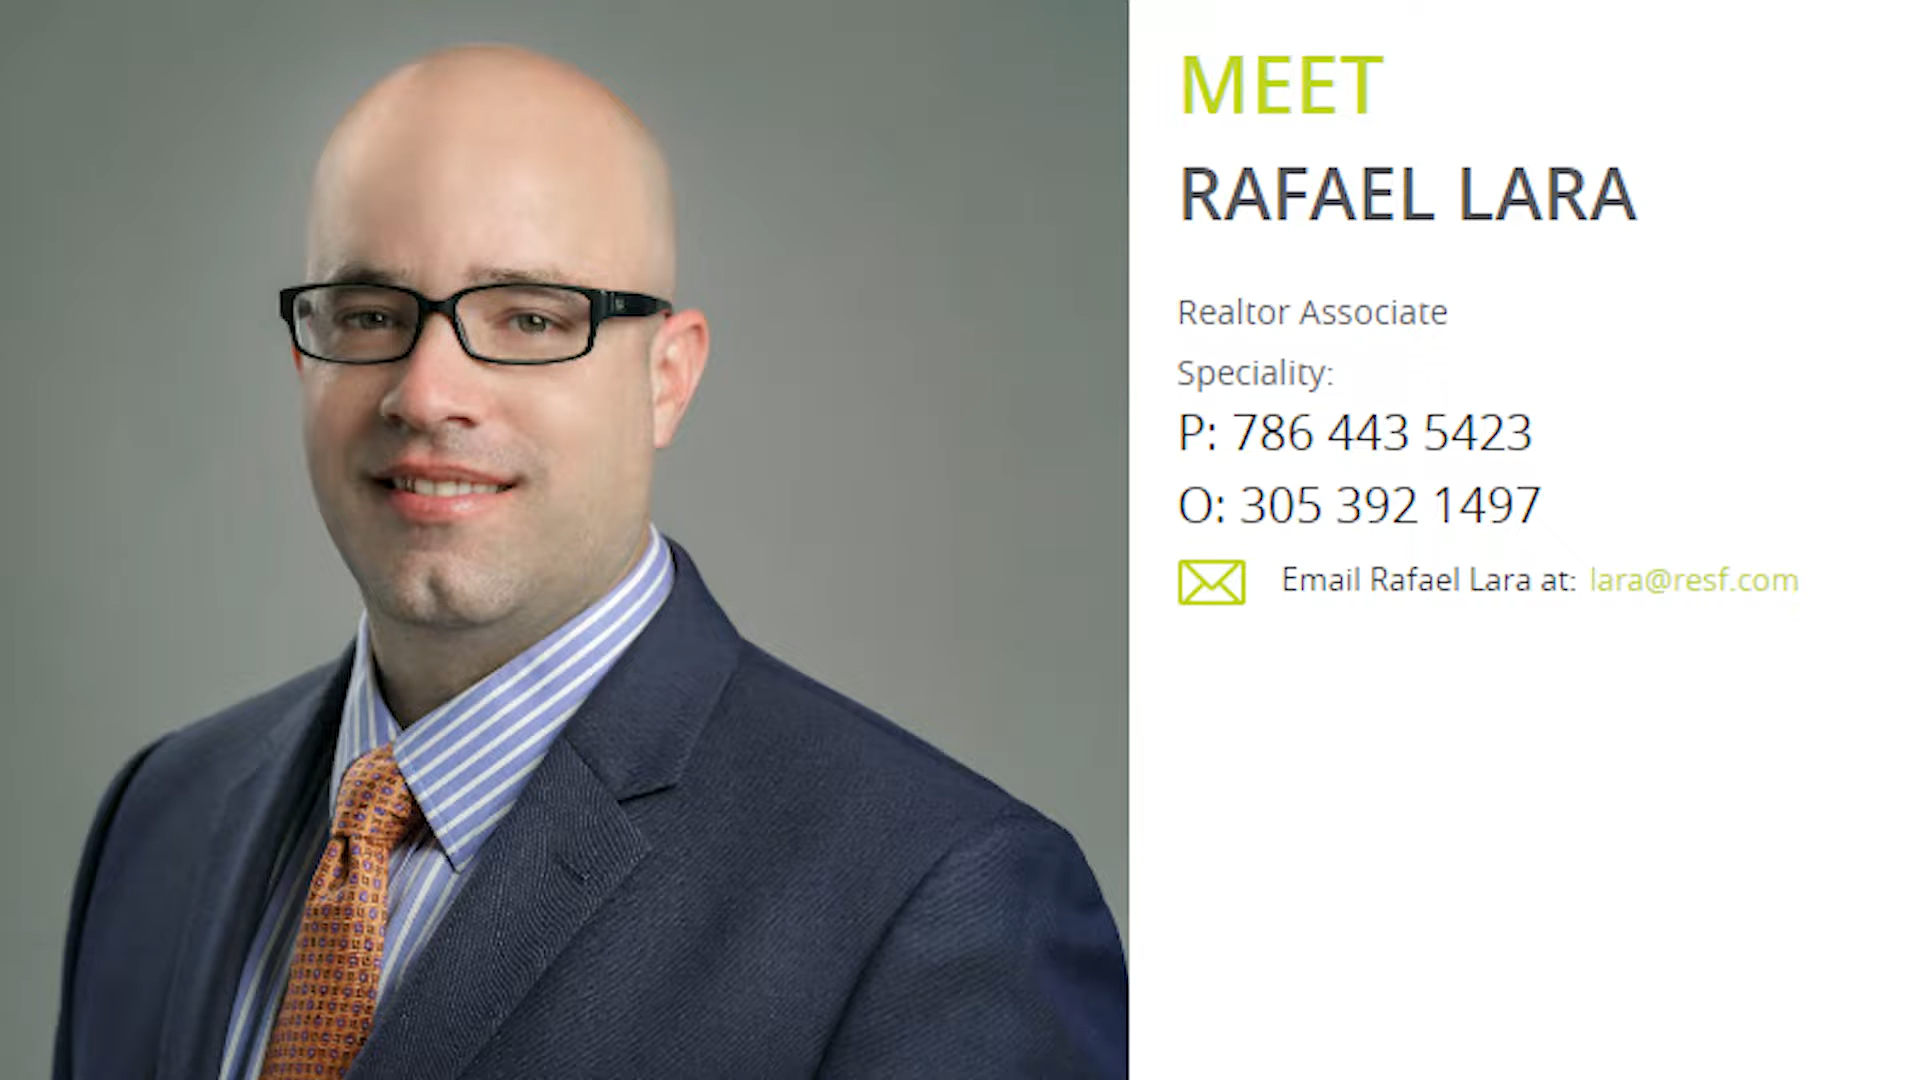 MEET
RAFAEL LARA
Realtor Associate
Speciality:
P: 786 443 5423
O: 305 392 1497
Email Rafael Lara at: lara@resf.com